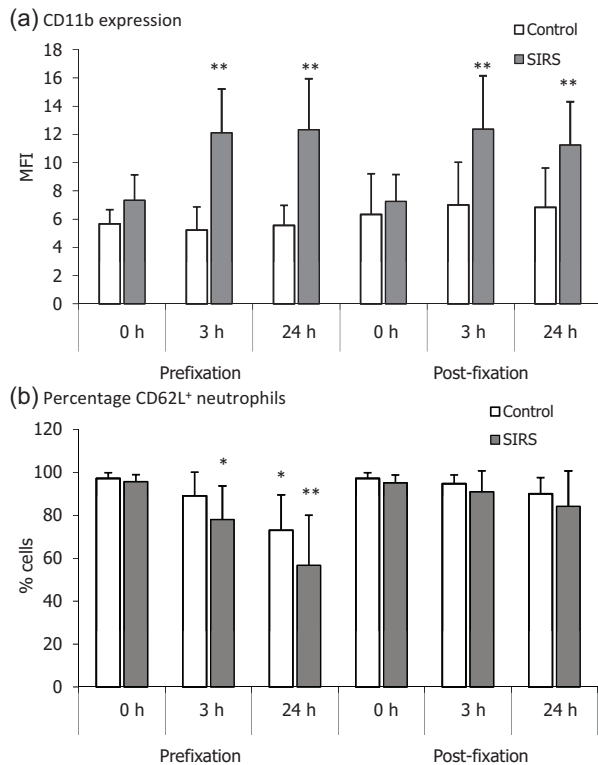 (a) CD11b expression
Control
SIRS
18
16
14
12
10
8
6
4
2
0
MFI
**
**
**
**
0 h 3 h 24 h 0 h 3 h 24 h
Prefixation Post-fixation
(b) Percentage CD62L⁺ neutrophils
Control
SIRS
120
100
80
60
40
20
0
% cells
*
*
**
0 h 3 h 24 h 0 h 3 h 24 h
Prefixation Post-fixation